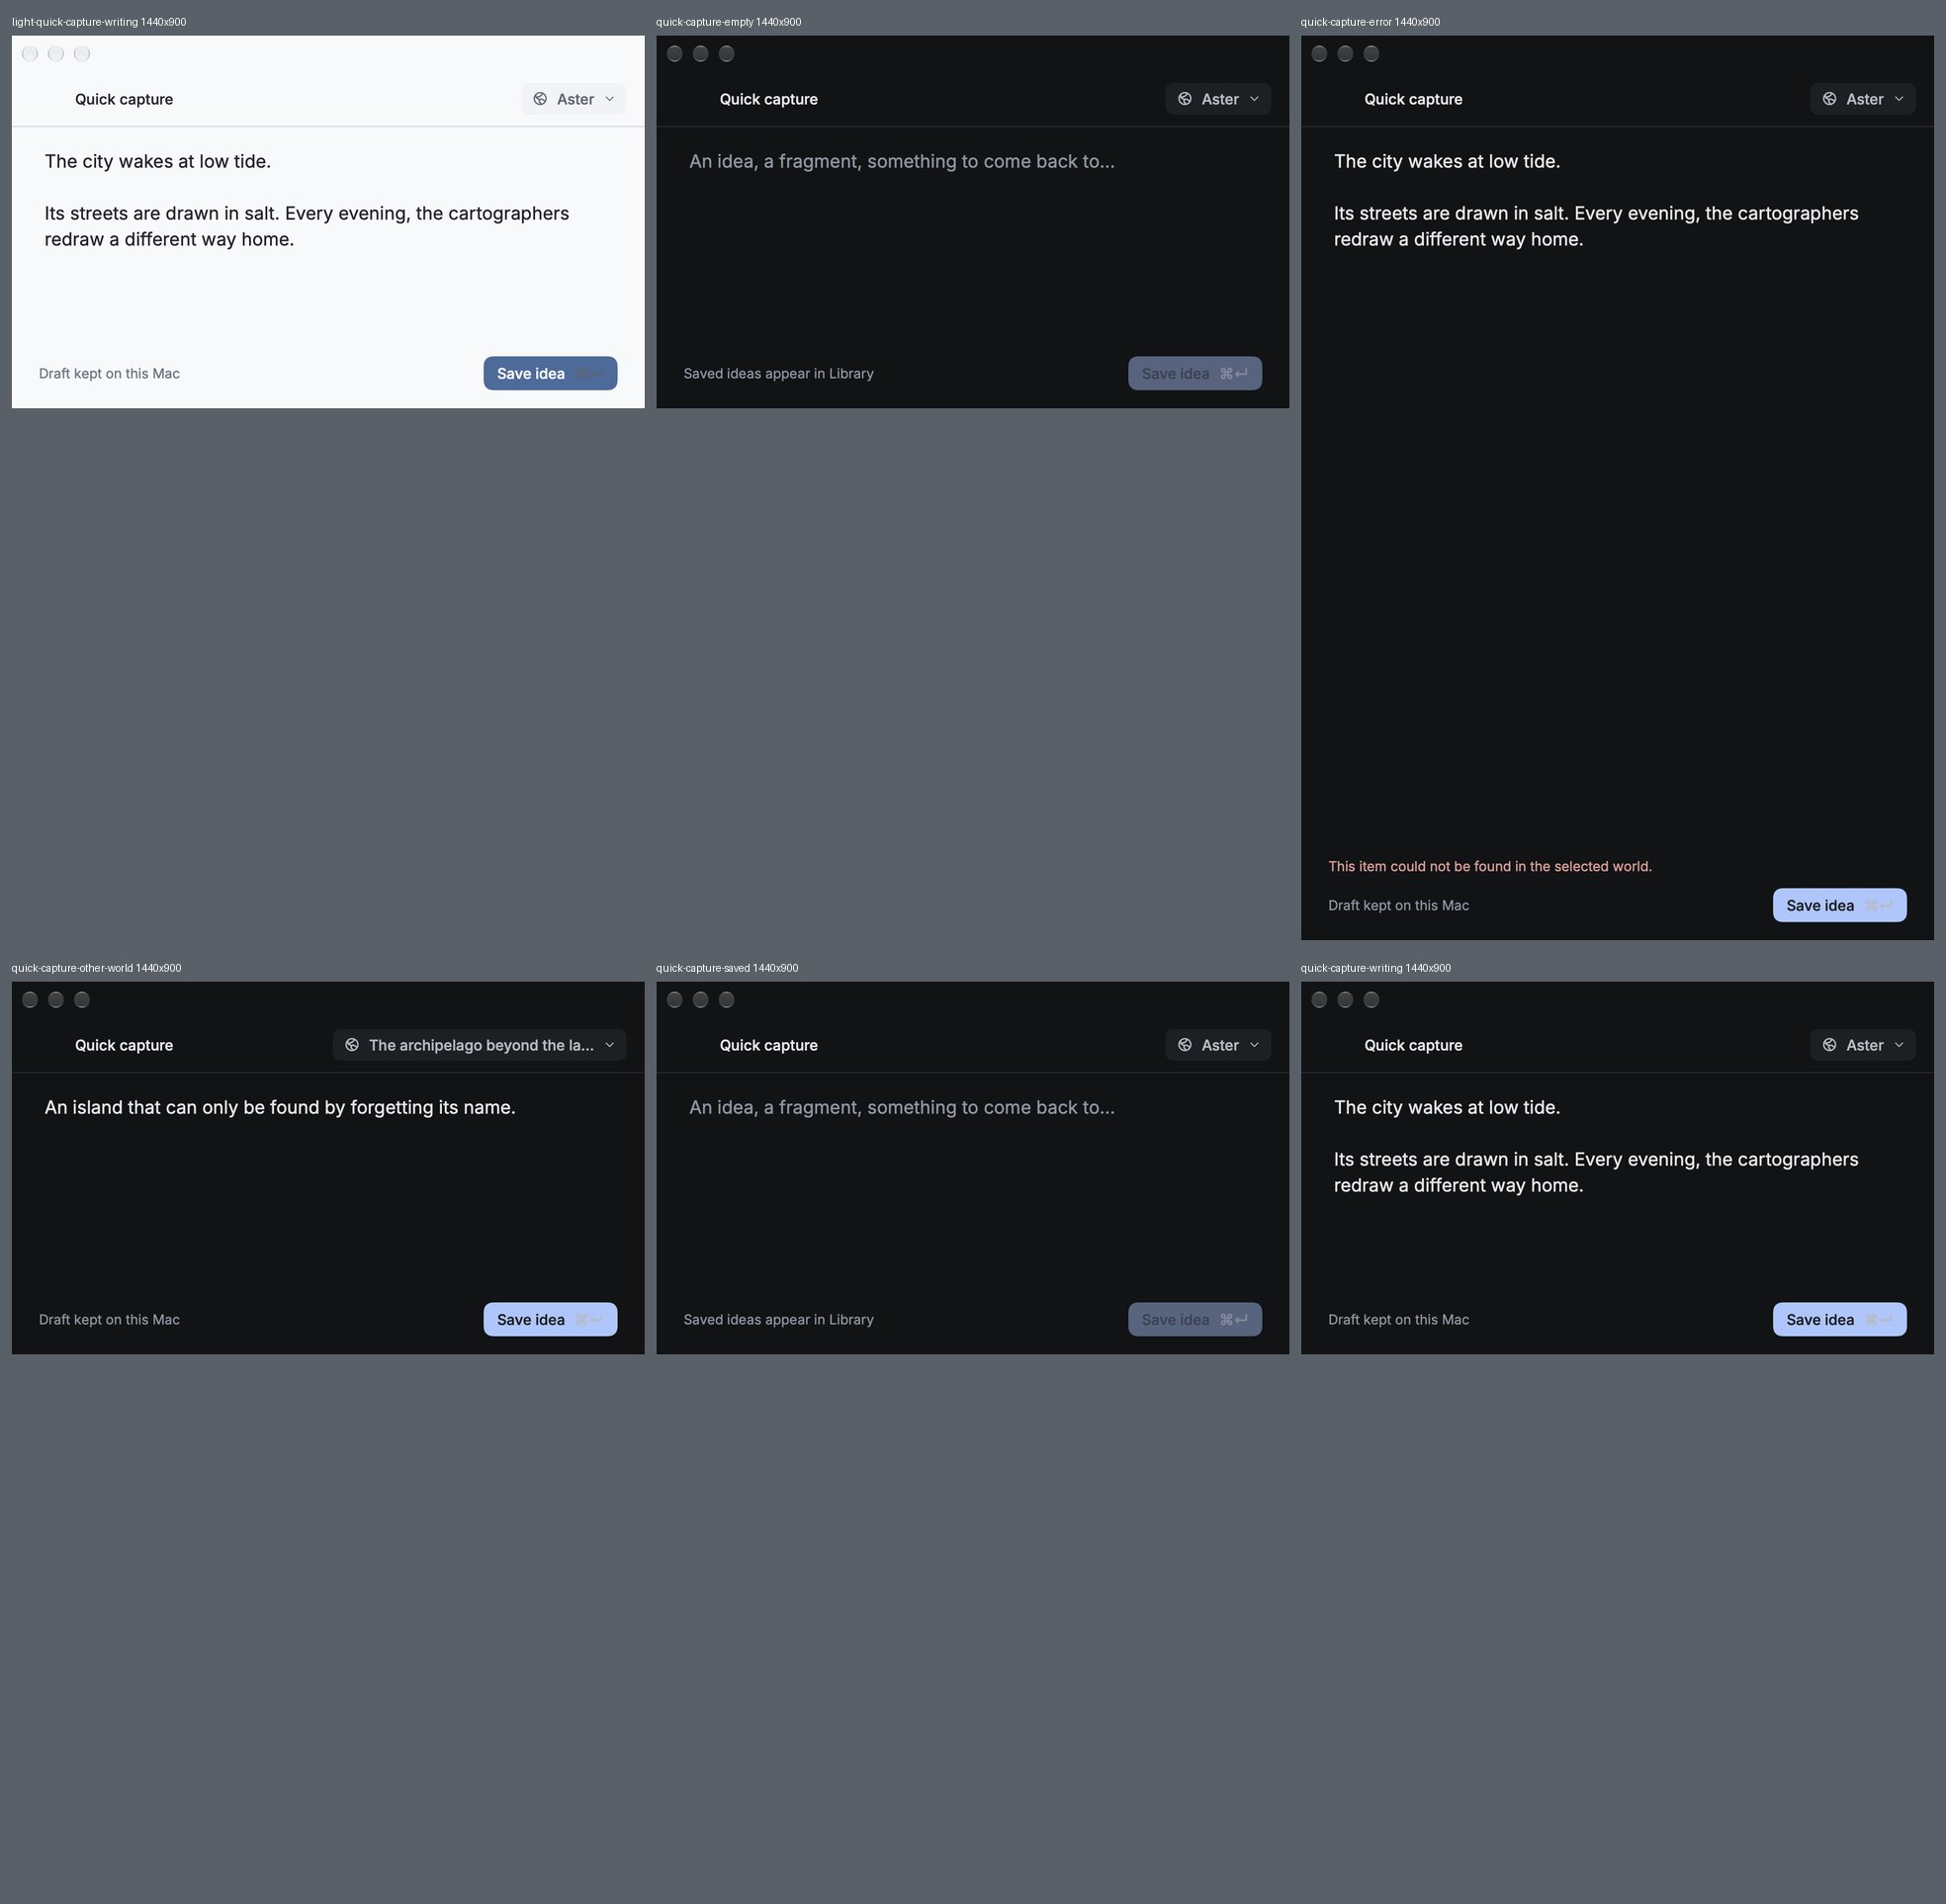 light-quick-capture-writing 1440x900
Quick capture
Aster
The city wakes at low tide.
Its streets are drawn in salt. Every evening, the cartographers
redraw a different way home.
Draft kept on this Mac
Save idea ⌘↵
quick-capture-empty 1440x900
Quick capture
Aster
An idea, a fragment, something to come back to...
Saved ideas appear in Library
Save idea ⌘↵
quick-capture-error 1440x900
Quick capture
Aster
The city wakes at low tide.
Its streets are drawn in salt. Every evening, the cartographers
redraw a different way home.
This item could not be found in the selected world.
Draft kept on this Mac
Save idea ⌘↵
quick-capture-other-world 1440x900
Quick capture
The archipelago beyond the la...
An island that can only be found by forgetting its name.
Draft kept on this Mac
Save idea ⌘↵
quick-capture-saved 1440x900
Quick capture
Aster
An idea, a fragment, something to come back to...
Saved ideas appear in Library
Save idea ⌘↵
quick-capture-writing 1440x900
Quick capture
Aster
The city wakes at low tide.
Its streets are drawn in salt. Every evening, the cartographers
redraw a different way home.
Draft kept on this Mac
Save idea ⌘↵